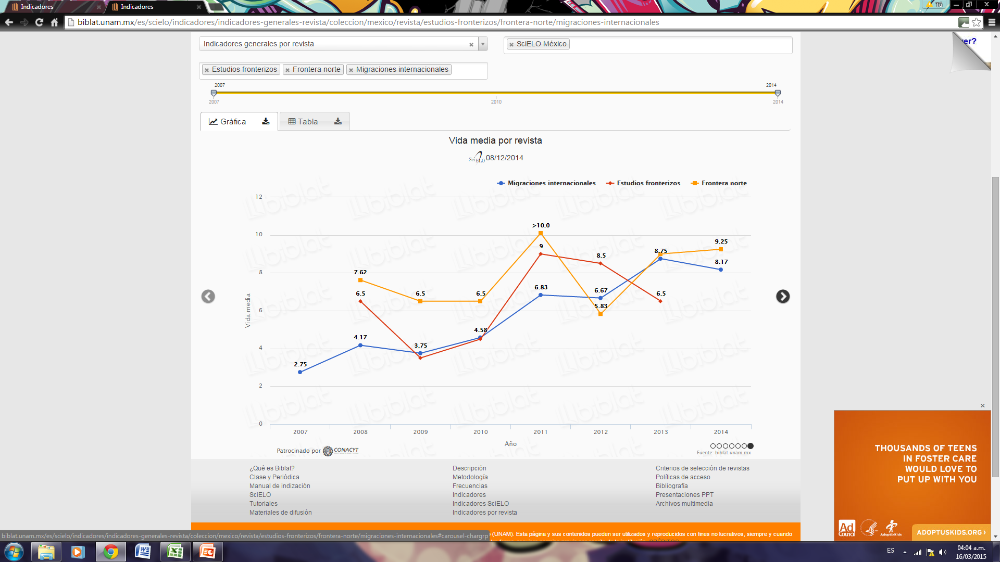 Indicadores
Indicadores
Tú
biblat.unam.mx/es/scielo/indicadores/indicadores-generales-revista/coleccion/mexico/revista/estudios-fronterizos/frontera-norte/migraciones-internacionales
Indicadores generales por revista
SciELO México
er?
Estudios fronterizos
Frontera norte
Migraciones internacionales
2007
2014
2007
2010
2014
Gráfica
Tabla
Vida media por revista
SciELO 08/12/2014
Migraciones internacionales
Estudios fronterizos
Frontera norte
12
10
8
6
4
2
0
Vida media
>10.0
9
9.25
8.5
8.75
8.17
7.62
6.5
6.5
6.5
6.83
6.67
6.5
5.83
4.17
3.75
4.58
2.75
2007
2008
2009
2010
2011
2012
2013
2014
Año
Patrocinado por CONACYT
Fuente: biblat.unam.mx
¿Qué es Biblat?
Clase y Periódica
Manual de indización
SciELO
Tutoriales
Materiales de difusión
Descripción
Metodología
Frecuencias
Indicadores
Indicadores SciELO
Indicadores por revista
Criterios de selección de revistas
Políticas de acceso
Bibliografía
Presentaciones PPT
Archivos multimedia
THOUSANDS OF TEENS
IN FOSTER CARE
WOULD LOVE TO
PUT UP WITH YOU
Ad Council
AdoptUsKids
ADOPTUSKIDS.ORG ›
biblat.unam.mx/es/scielo/indicadores/indicadores-generales-revista/coleccion/mexico/revista/estudios-fronterizos/frontera-norte/migraciones-internacionales#carousel-chargrp
(UNAM). Esta página y sus contenidos pueden ser utilizados y reproducidos con fines no lucrativos, siempre y cuando
CRÉDITOS
ES
04:04 a.m.
16/03/2015